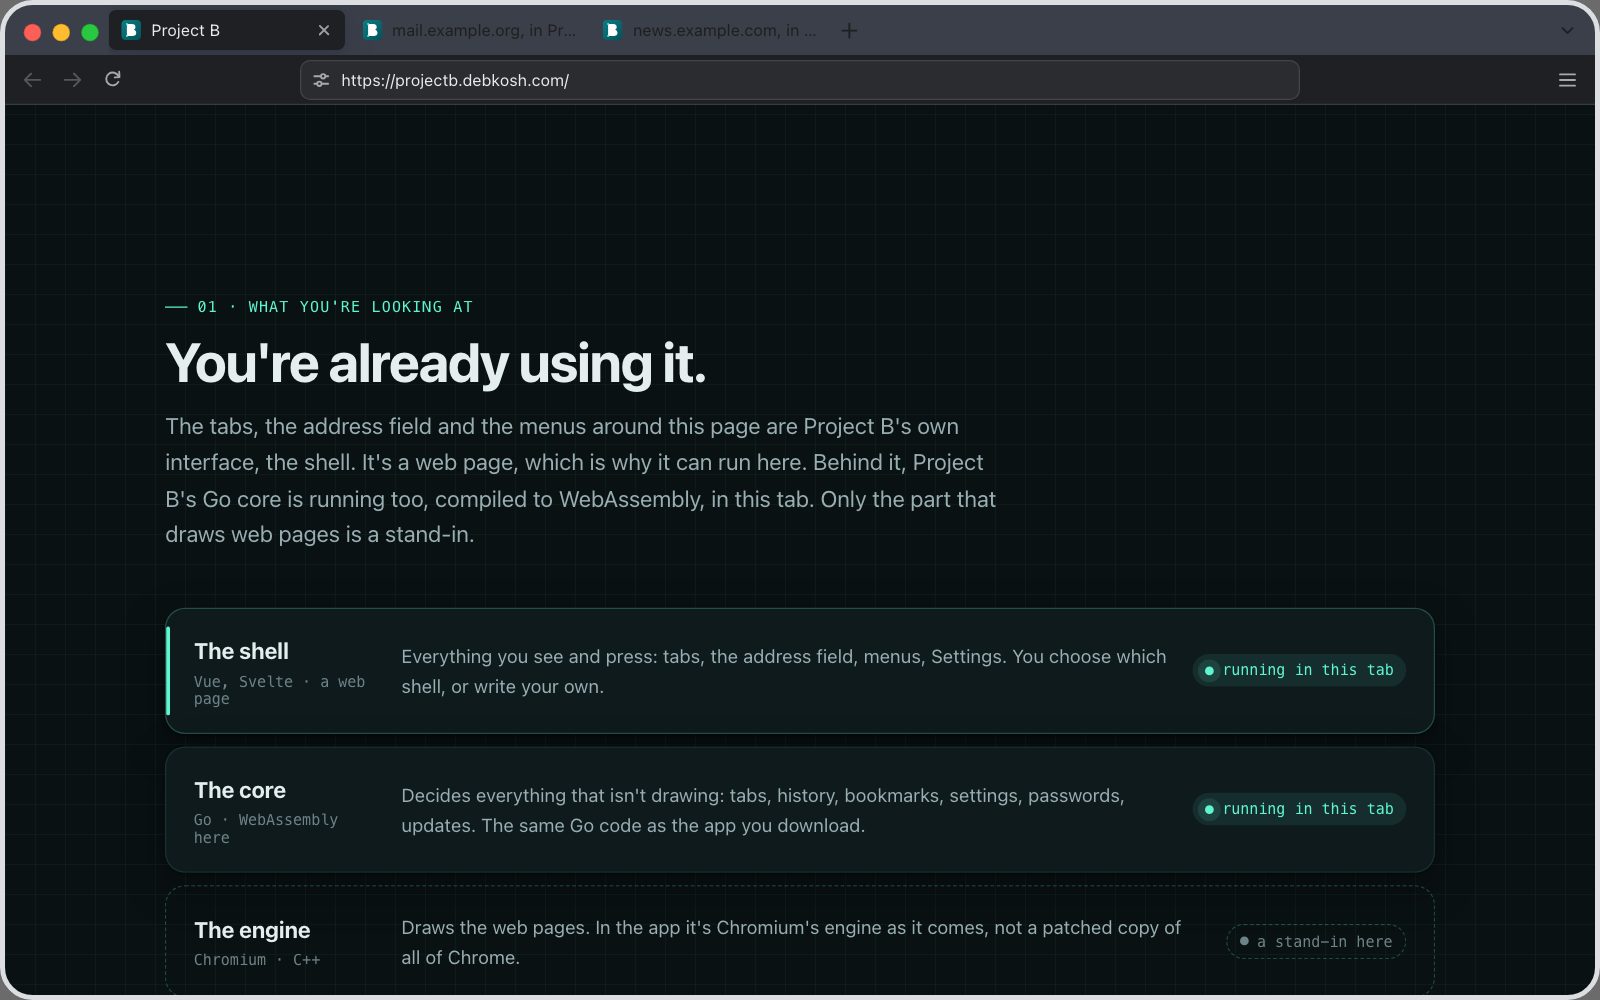 Project B
mail.example.org, in Pr...
news.example.com, in ...
https://projectb.debkosh.com/
01 · WHAT YOU'RE LOOKING AT
You're already using it.
The tabs, the address field and the menus around this page are Project B's own
interface, the shell. It's a web page, which is why it can run here. Behind it, Project
B's Go core is running too, compiled to WebAssembly, in this tab. Only the part that
draws web pages is a stand-in.
The shell
Vue, Svelte · a web
page
Everything you see and press: tabs, the address field, menus, Settings. You choose which
shell, or write your own.
running in this tab
The core
Go · WebAssembly
here
Decides everything that isn't drawing: tabs, history, bookmarks, settings, passwords,
updates. The same Go code as the app you download.
running in this tab
The engine
Chromium · C++
Draws the web pages. In the app it's Chromium's engine as it comes, not a patched copy of
all of Chrome.
a stand-in here